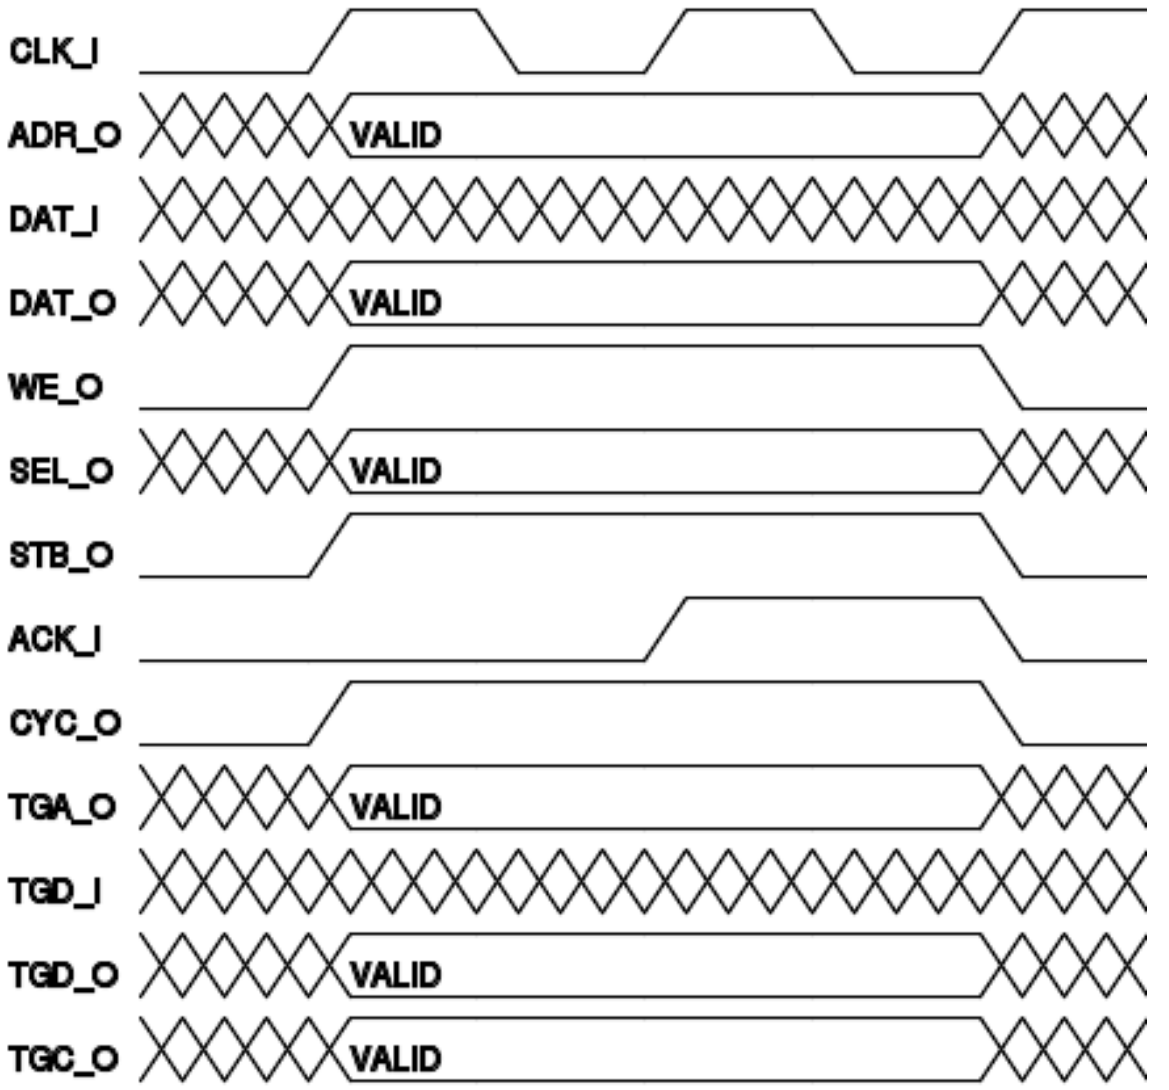 CLK_I
ADR_O VALID
DAT_I
DAT_O VALID
WE_O
SEL_O VALID
STB_O
ACK_I
CYC_O
TGA_O VALID
TGD_I
TGD_O VALID
TGC_O VALID